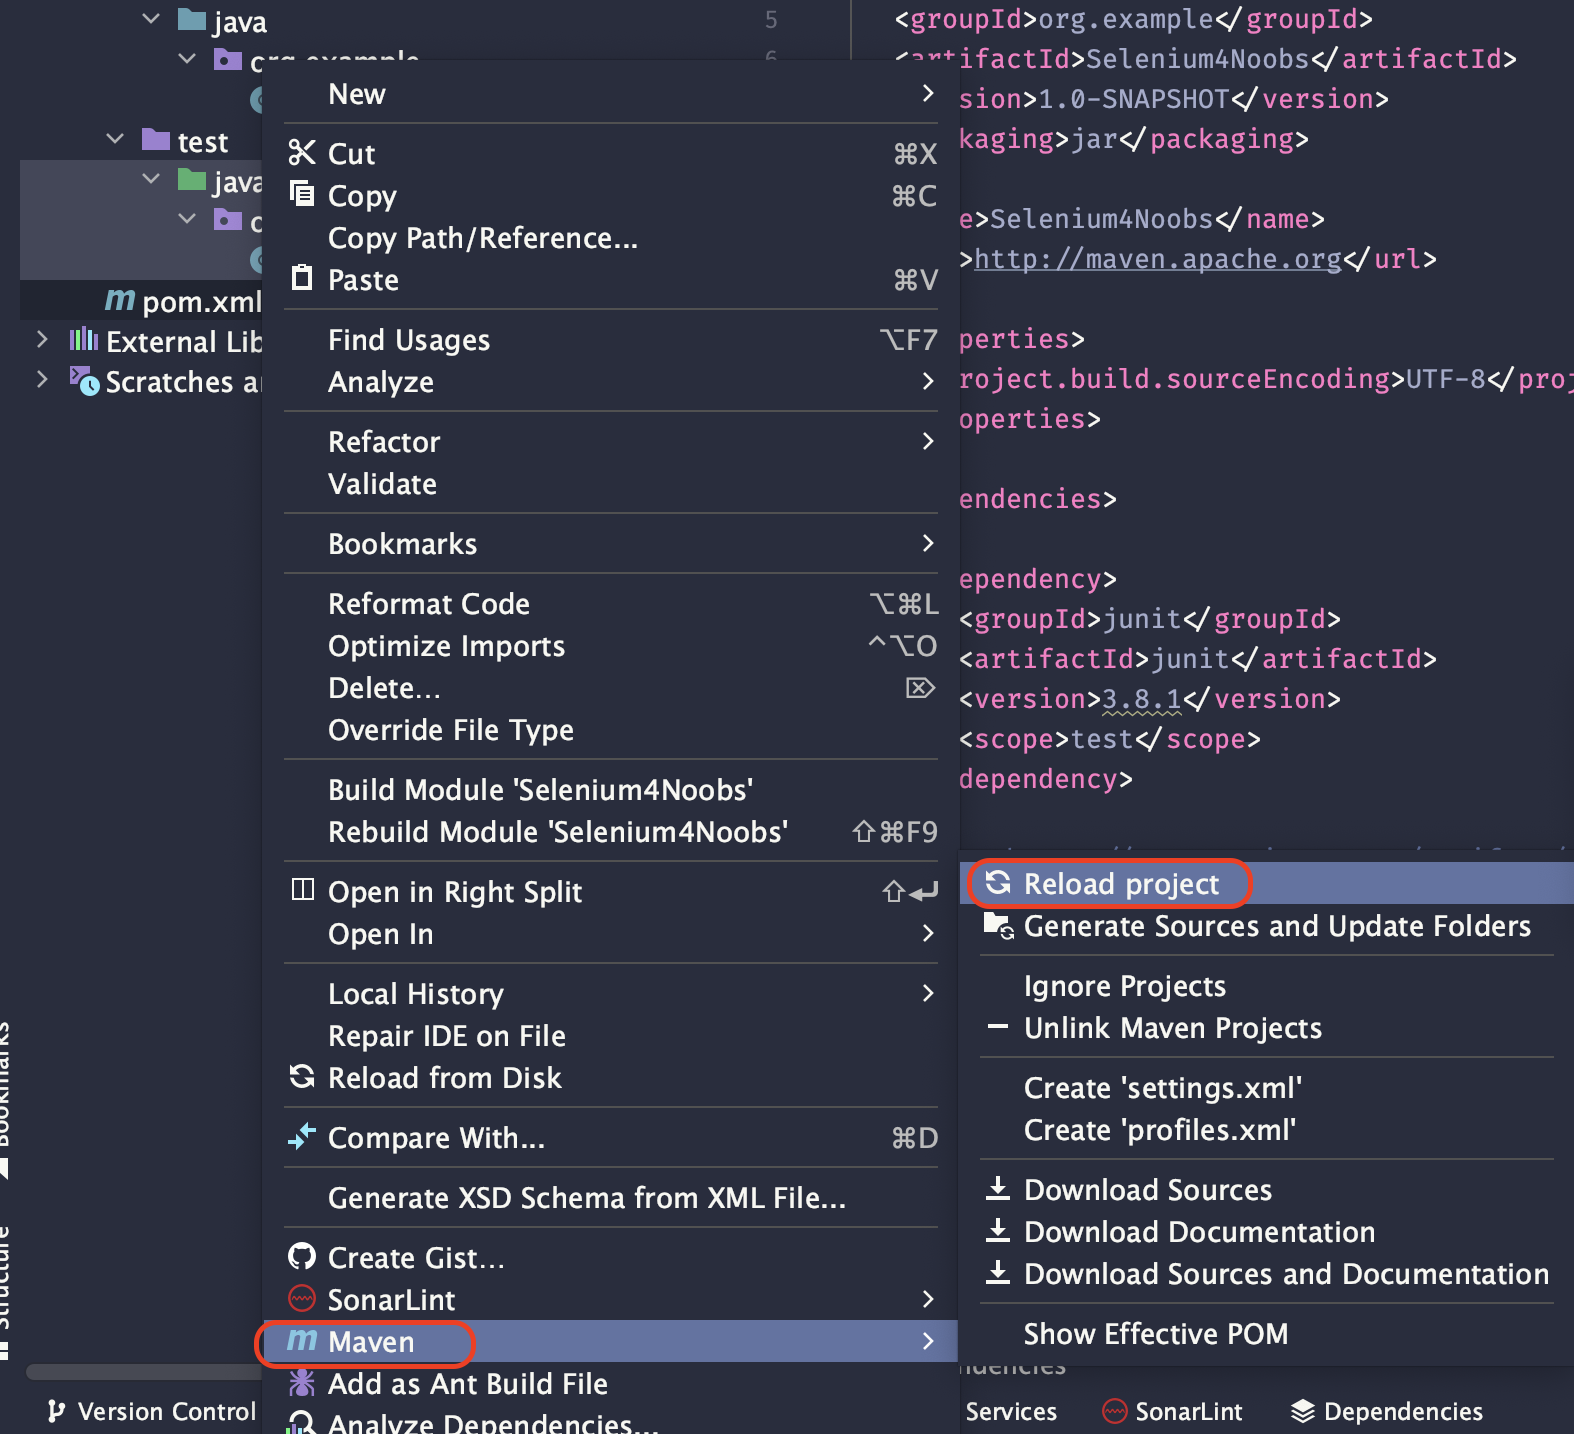 java
5
<groupId>org.example</groupId>
org.example
6
<artifactId>Selenium4Noobs</artifactId>
New
sion>1.0-SNAPSHOT</version>
test
kaging>jar</packaging>
Cut ⌘X
java
Copy ⌘C
e>Selenium4Noobs</name>
Copy Path/Reference...
>http://maven.apache.org</url>
Paste ⌘V
pom.xml
External Lib
Find Usages ⌥F7
perties>
Scratches a
Analyze
roject.build.sourceEncoding>UTF-8</proj
operties>
Refactor
Validate
endencies>
Bookmarks
ependency>
Reformat Code ⌥⌘L
<groupId>junit</groupId>
Optimize Imports ^⌥O
<artifactId>junit</artifactId>
Delete... ⌦
<version>3.8.1</version>
Override File Type
<scope>test</scope>
dependency>
Build Module 'Selenium4Noobs'
Rebuild Module 'Selenium4Noobs' ⇧⌘F9
Open in Right Split ⇧↵
Reload project
Open In
Generate Sources and Update Folders
Local History
Ignore Projects
Repair IDE on File
Unlink Maven Projects
Reload from Disk
Create 'settings.xml'
Compare With... ⌘D
Create 'profiles.xml'
Generate XSD Schema from XML File...
Download Sources
Create Gist...
Download Documentation
SonarLint
Download Sources and Documentation
m Maven
Show Effective POM
ndencies
Add as Ant Build File
Analyze Dependencies...
Bookmarks
Structure
Version Control
Services
SonarLint
Dependencies